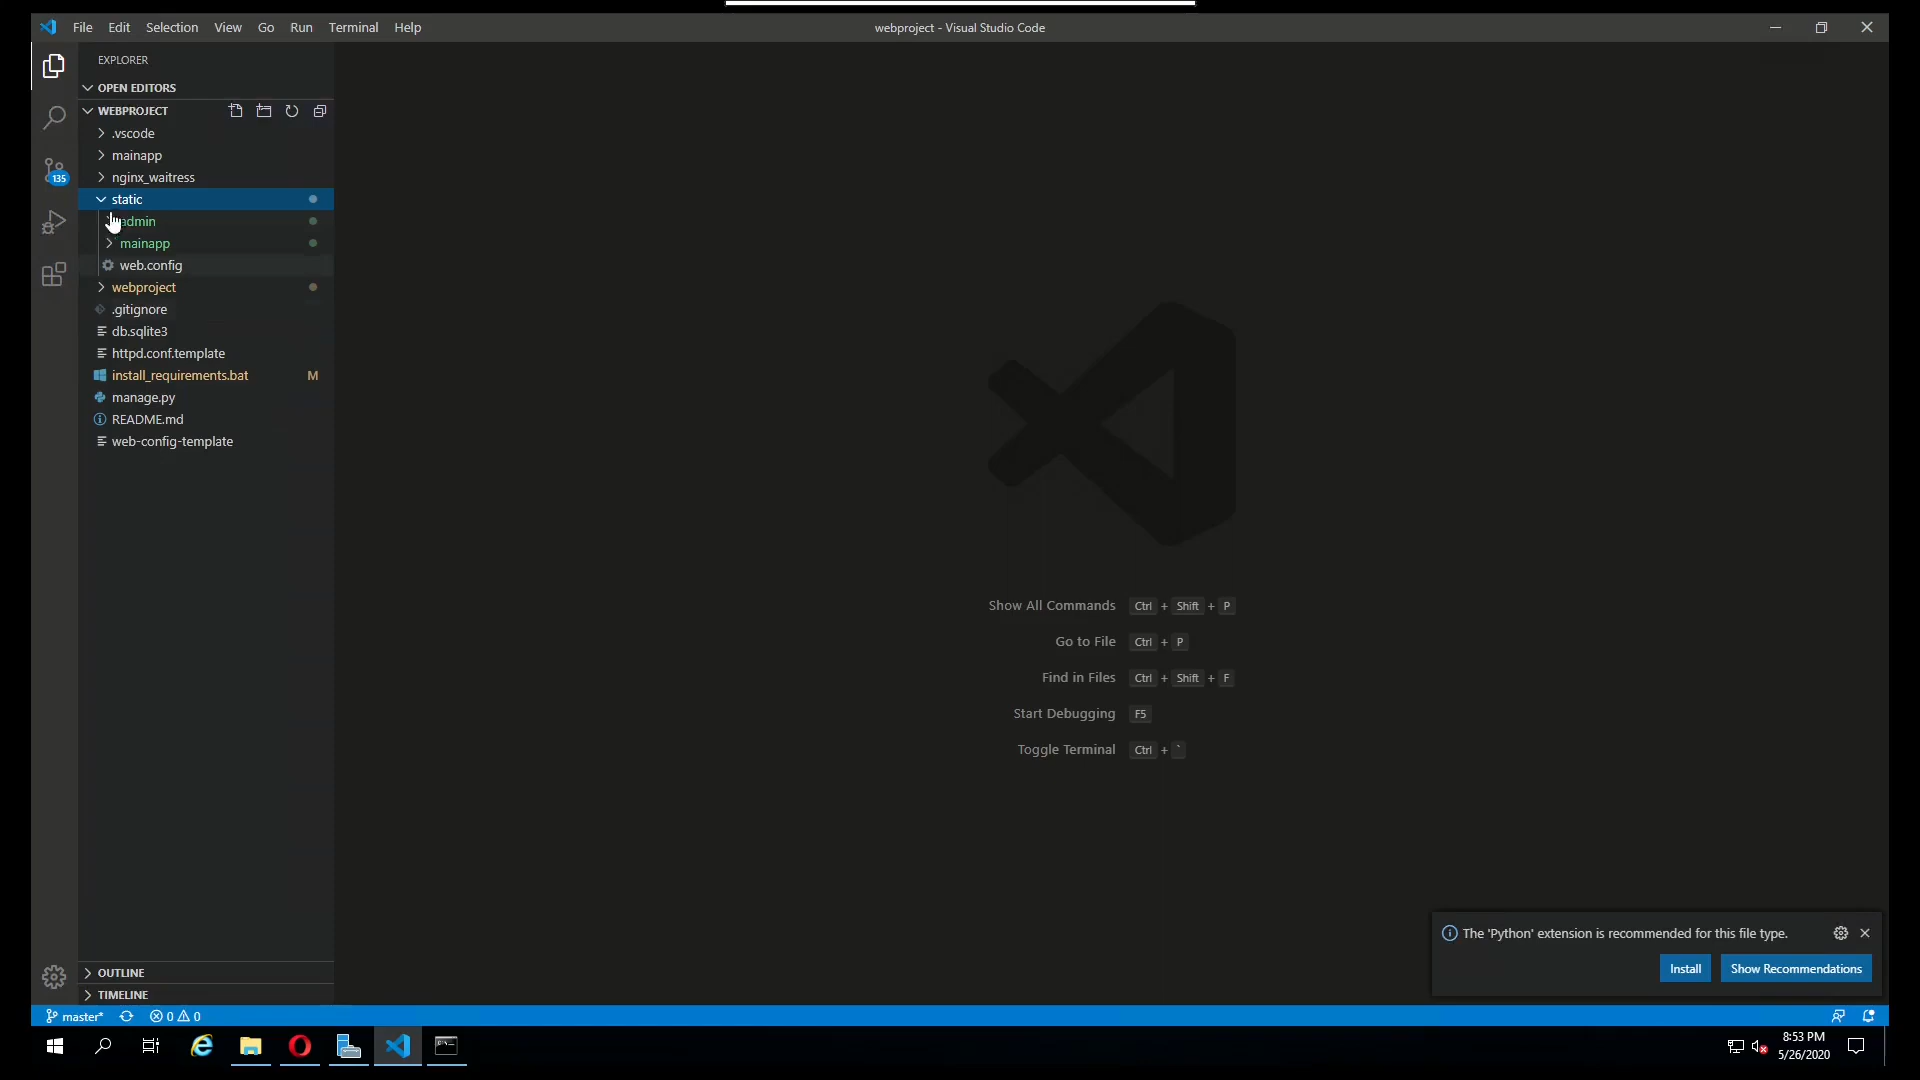 File Edit Selection View Go Run Terminal Help
webproject - Visual Studio Code
EXPLORER
OPEN EDITORS
WEBPROJECT
.vscode
mainapp
nginx_waitress
static
admin
mainapp
web.config
webproject
.gitignore
db.sqlite3
httpd.conf.template
install_requirements.bat M
manage.py
README.md
web-config-template
135
Show All Commands Ctrl + Shift + P
Go to File Ctrl + P
Find in Files Ctrl + Shift + F
Start Debugging F5
Toggle Terminal Ctrl + `
The 'Python' extension is recommended for this file type.
Install Show Recommendations
OUTLINE
TIMELINE
master* 0 0
8:53 PM
5/26/2020